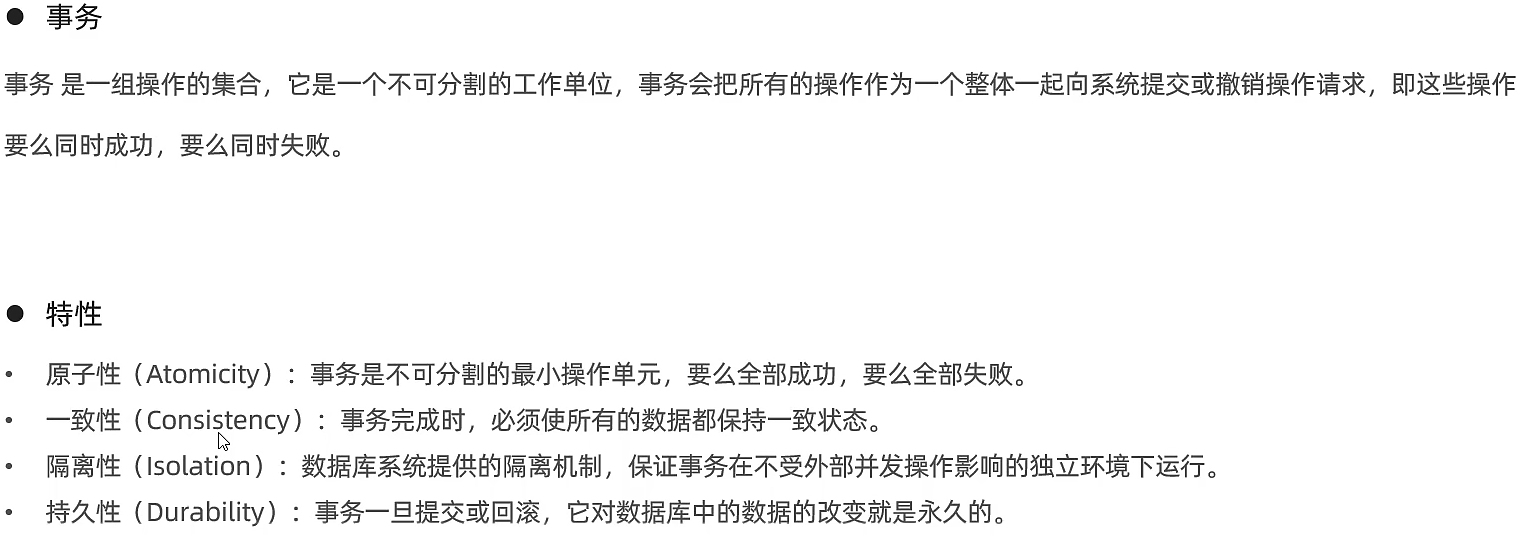 ● 事务
事务 是一组操作的集合，它是一个不可分割的工作单位，事务会把所有的操作作为一个整体一起向系统提交或撤销操作请求，即这些操作
要么同时成功，要么同时失败。
● 特性
• 原子性（Atomicity）：事务是不可分割的最小操作单元，要么全部成功，要么全部失败。
• 一致性（Consistency）：事务完成时，必须使所有的数据都保持一致状态。
• 隔离性（Isolation）：数据库系统提供的隔离机制，保证事务在不受外部并发操作影响的独立环境下运行。
• 持久性（Durability）：事务一旦提交或回滚，它对数据库中的数据的改变就是永久的。